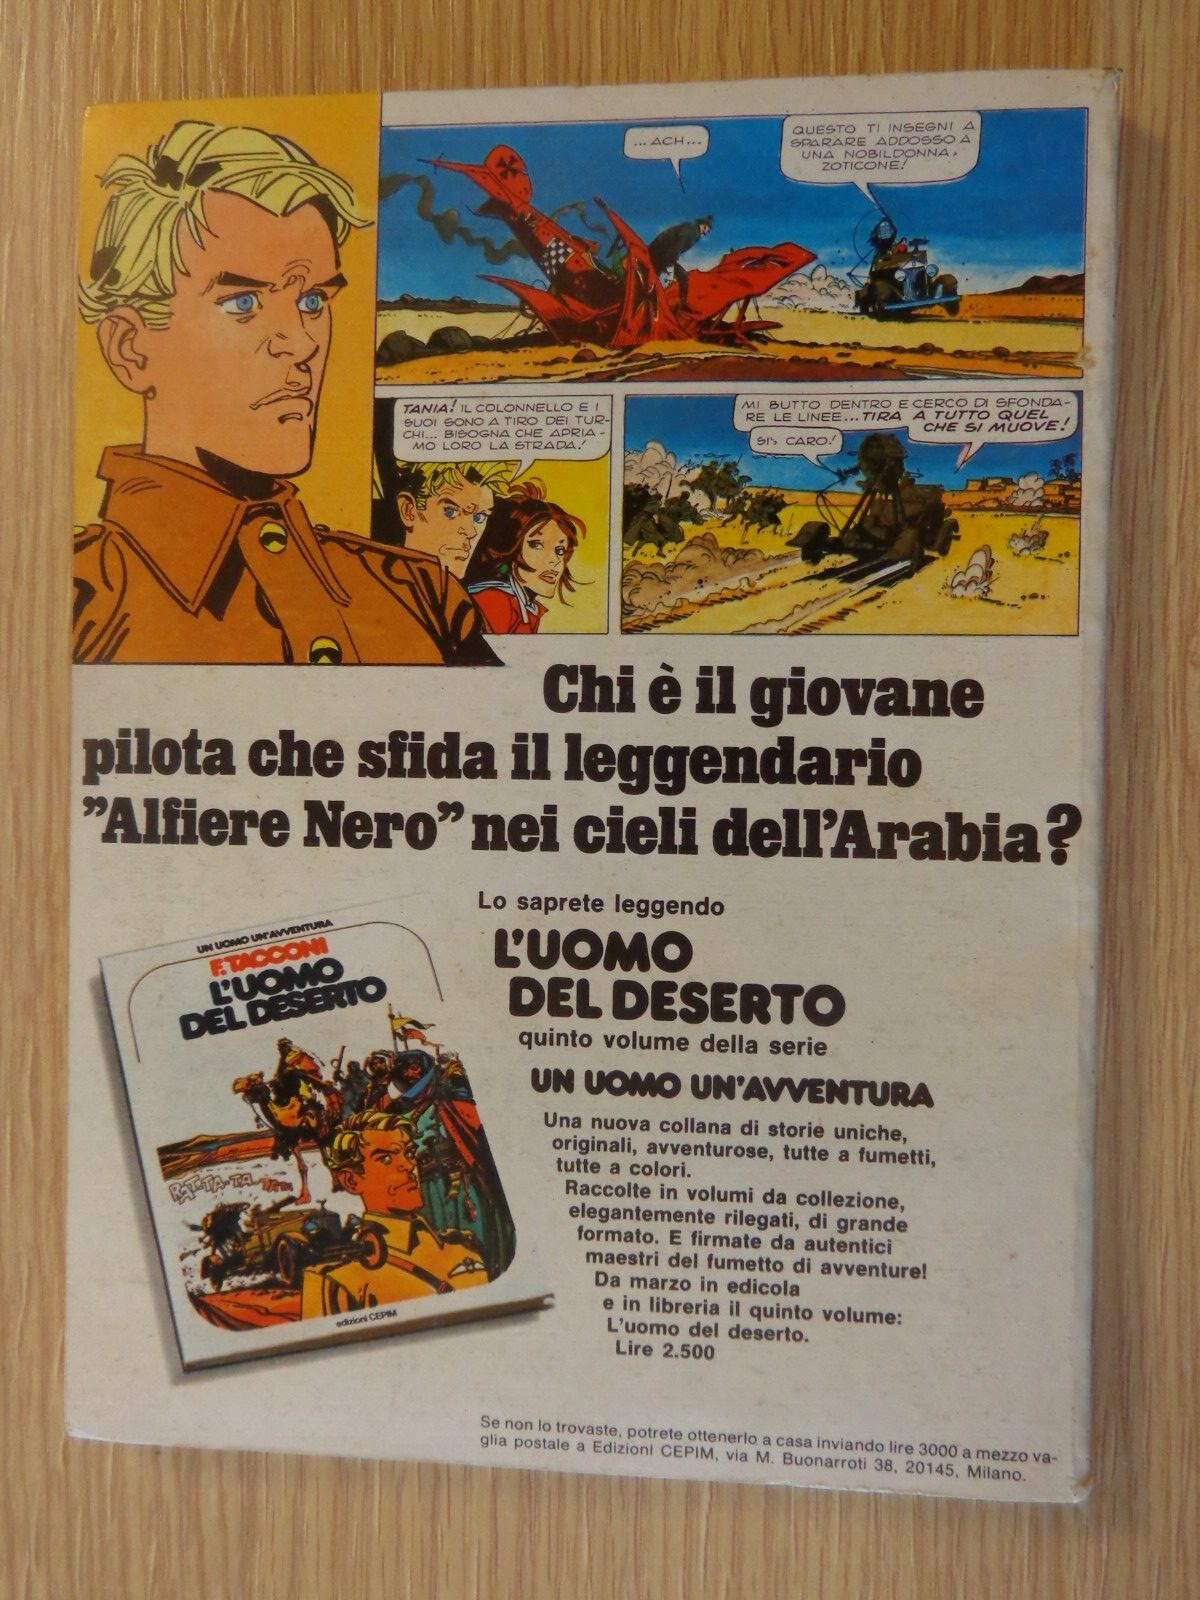 ... ACH ...
QUESTO TI INSEGNI A
SPARARE ADDOSSO A
UNA NOBILDONNA,
ZOTICONE!
TANIA! IL COLONNELLO E I
SUOI SONO A TIRO DEI TUR-
CHI... BISOGNA CHE APRIA-
MO LORO LA STRADA!
MI BUTTO DENTRO E CERCO DI SFONDA-
RE LE LINEE... TIRA A TUTTO QUEL
CHE SI MUOVE!
SI', CARO!
Chi è il giovane
pilota che sfida il leggendario
"Alfiere Nero" nei cieli dell'Arabia?
Lo saprete leggendo
L'UOMO
DEL DESERTO
quinto volume della serie
UN UOMO UN'AVVENTURA
Una nuova collana di storie uniche,
originali, avventurose, tutte a fumetti,
tutte a colori.
Raccolte in volumi da collezione,
elegantemente rilegati, di grande
formato. E firmate da autentici
maestri del fumetto di avventure!
Da marzo in edicola
e in libreria il quinto volume:
L'uomo del deserto.
Lire 2.500
UN UOMO UN'AVVENTURA
F. TACCONI
L'UOMO
DEL DESERTO
RAT-TA-TA-TATA
edizioni CEPIM
Se non lo trovaste, potrete ottenerlo a casa inviando lire 3000 a mezzo va-
glia postale a Edizioni CEPIM, via M. Buonarroti 38, 20145, Milano.